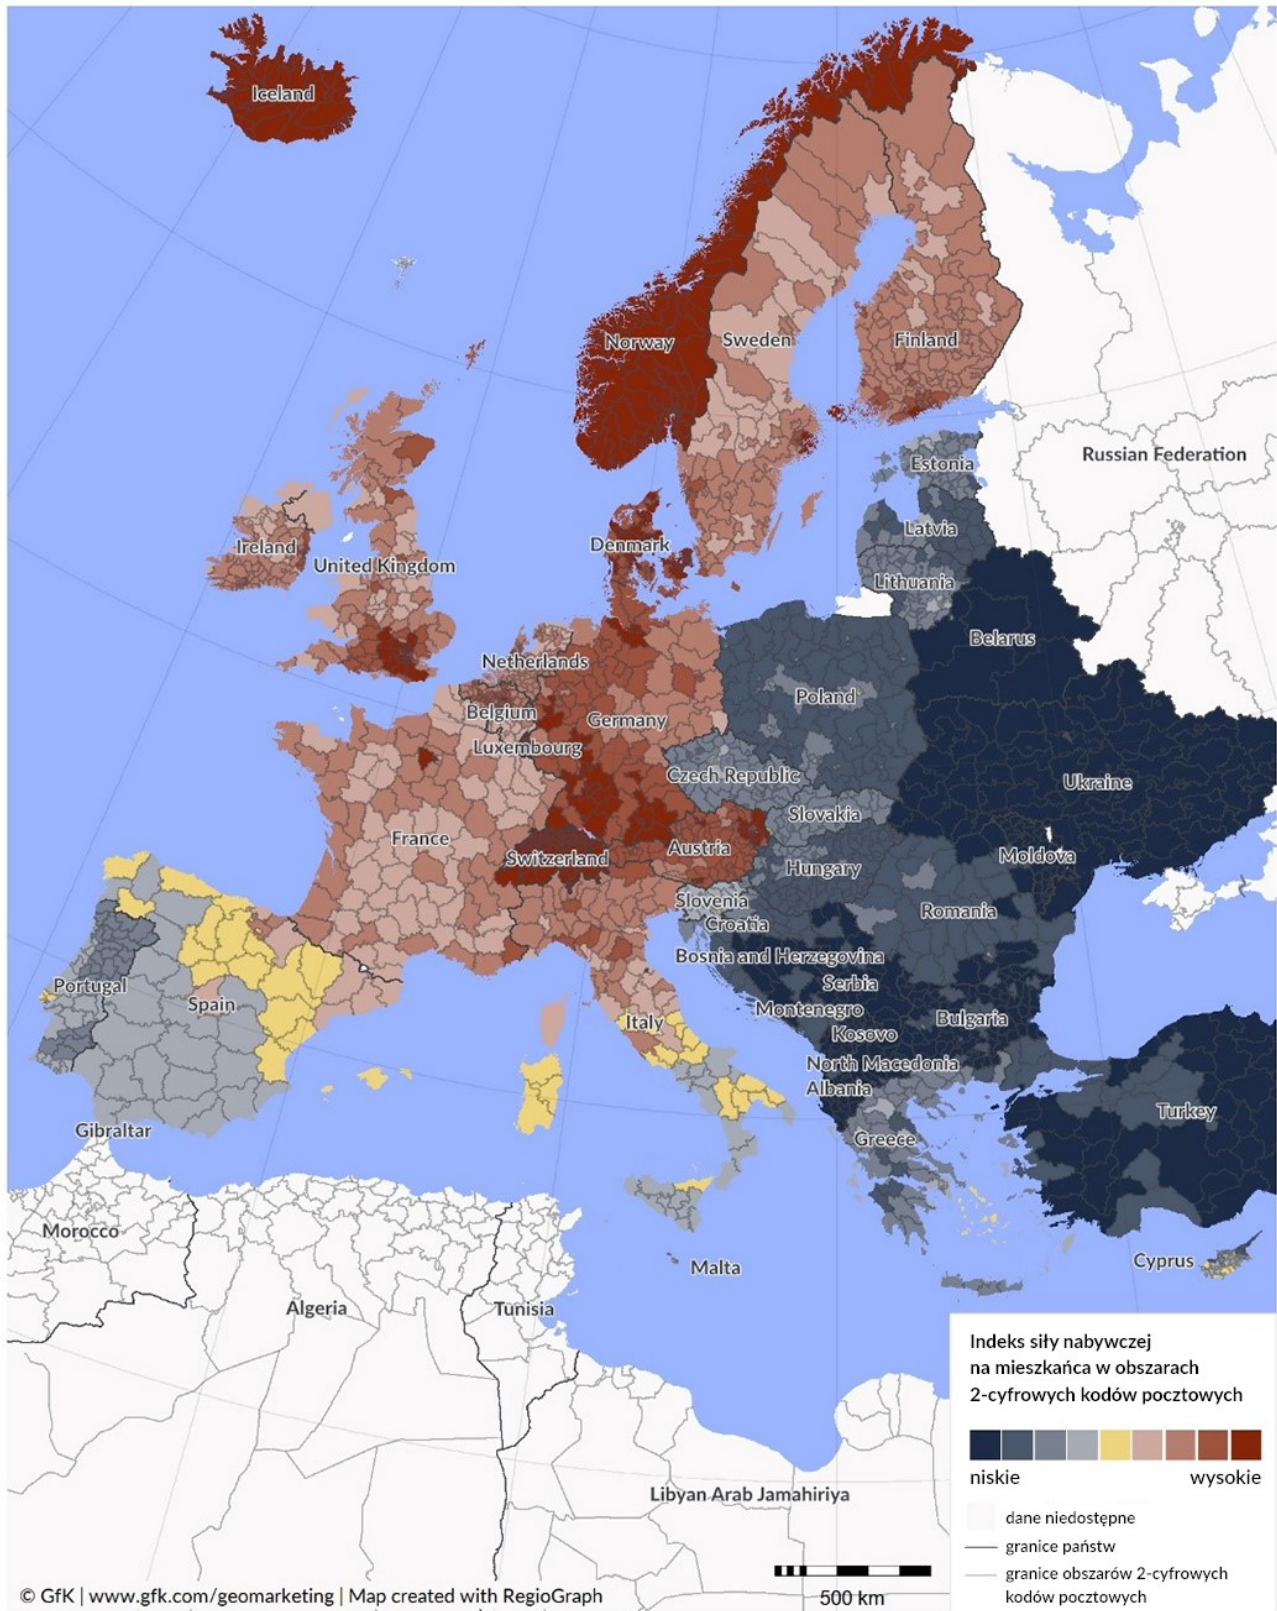 Iceland
Norway
Sweden
Finland
Russian Federation
Estonia
Latvia
Lithuania
Denmark
Ireland
United Kingdom
Belarus
Netherlands
Poland
Belgium
Germany
Luxembourg
Czech Republic
Ukraine
Slovakia
France
Switzerland
Austria
Moldova
Hungary
Slovenia
Romania
Croatia
Bosnia and Herzegovina
Serbia
Portugal
Spain
Italy
Montenegro
Bulgaria
Kosovo
North Macedonia
Albania
Turkey
Gibraltar
Greece
Morocco
Malta
Cyprus
Algeria
Tunisia
Libyan Arab Jamahiriya
Indeks siły nabywczej
na mieszkańca w obszarach
2-cyfrowych kodów pocztowych
niskie wysokie
dane niedostępne
granice państw
granice obszarów 2-cyfrowych
kodów pocztowych
500 km
© GfK | www.gfk.com/geomarketing | Map created with RegioGraph